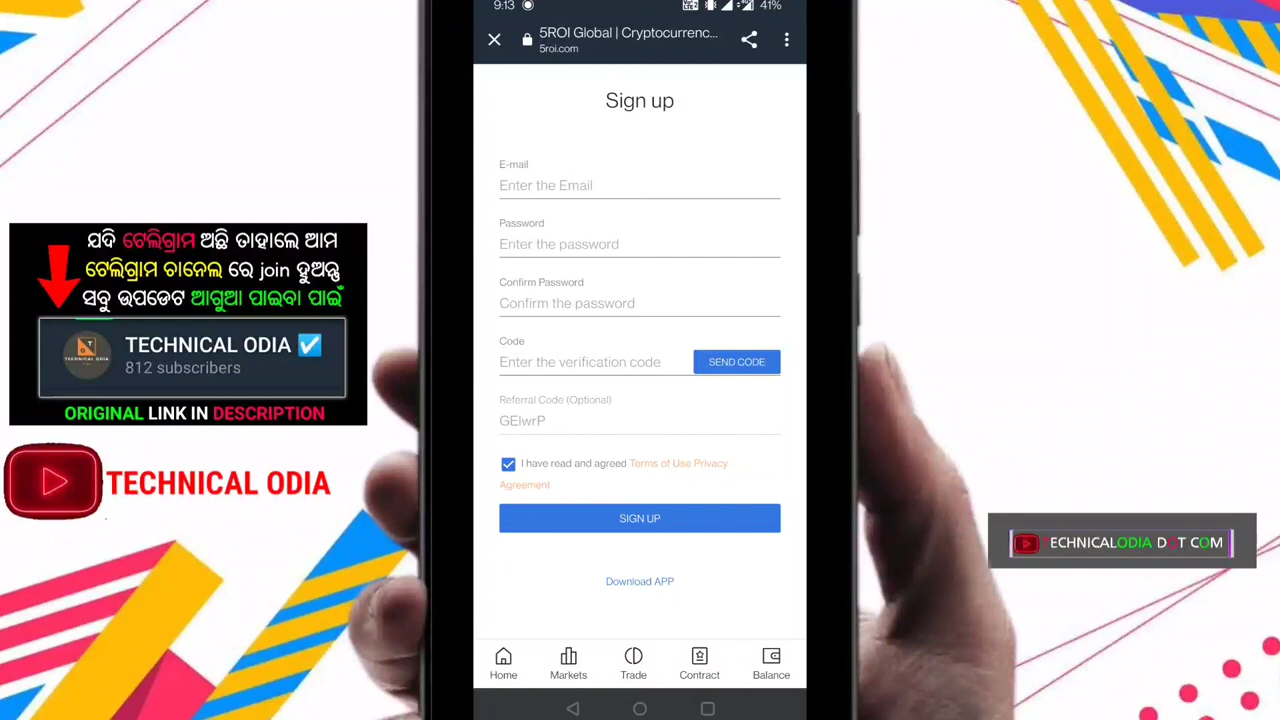 9:13
41%
5ROI Global | Cryptocurrenc...
5roi.com
Sign up
E-mail
Enter the Email
Password
Enter the password
Confirm Password
Confirm the password
Code
Enter the verification code
SEND CODE
Referral Code (Optional)
GElwrP
I have read and agreed Terms of Use Privacy
Agreement
SIGN UP
Download APP
Home
Markets
Trade
Contract
Balance
ଯଦି ଟେଲିଗ୍ରାମ ଅଛି ତାହାଲେ ଆମ
ଟେଲିଗ୍ରାମ ଚାନେଲ ରେ join ହୁଅନ୍ତୁ
ସବୁ ଉପଡେଟ ଆଗୁଆ ପାଇବା ପାଇଁ
TECHNICAL ODIA
812 subscribers
ORIGINAL LINK IN DESCRIPTION
TECHNICAL ODIA
TECHNICALODIA DOT COM